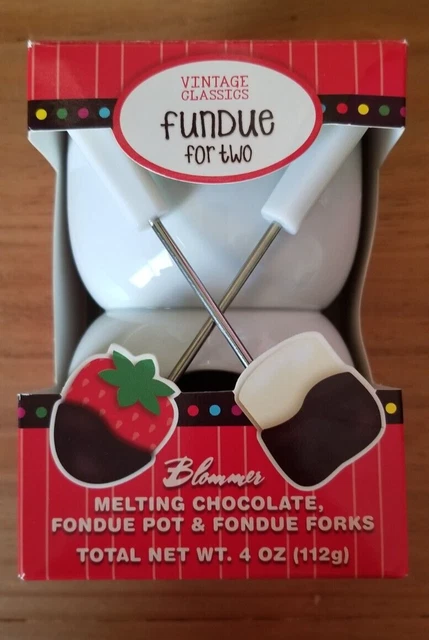 VINTAGE
CLASSICS
FUNDUE
for two
Blommer
MELTING CHOCOLATE,
FONDUE POT & FONDUE FORKS
TOTAL NET WT. 4 OZ (112g)